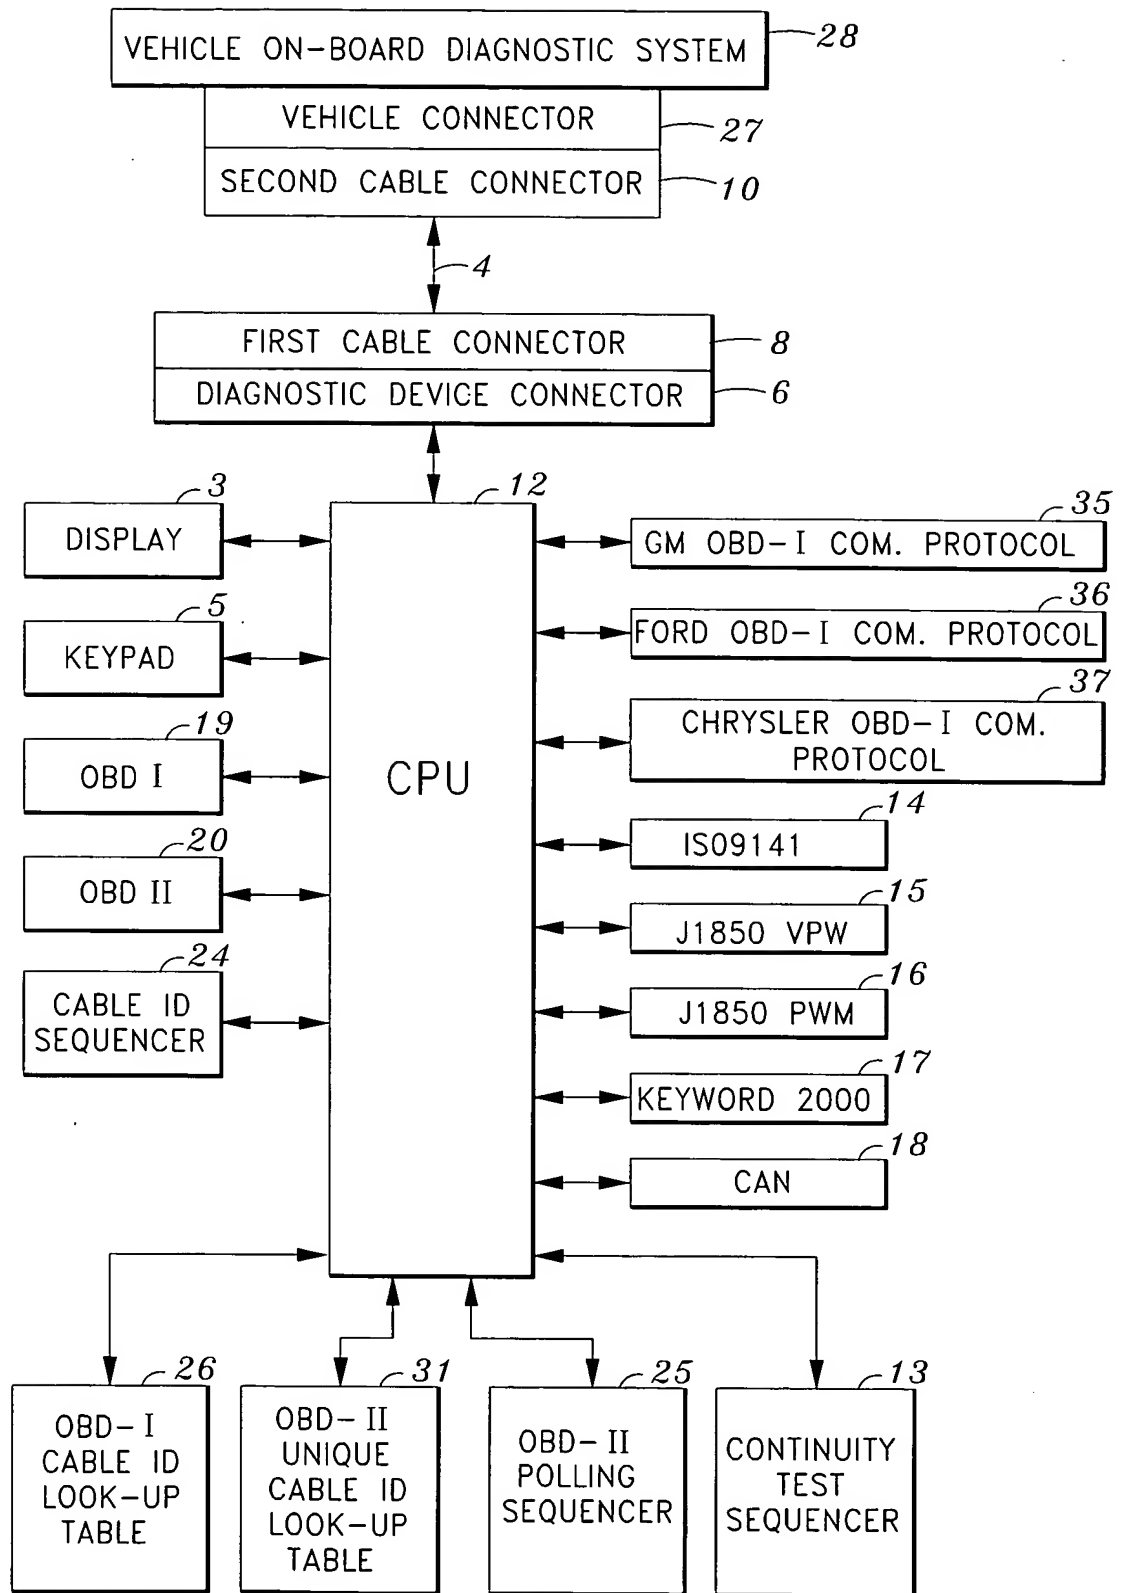 VEHICLE ON-BOARD DIAGNOSTIC SYSTEM
28
VEHICLE CONNECTOR
27
SECOND CABLE CONNECTOR
10
4
FIRST CABLE CONNECTOR
8
DIAGNOSTIC DEVICE CONNECTOR
6
12
CPU
3
DISPLAY
5
KEYPAD
19
OBD I
20
OBD II
24
CABLE ID
SEQUENCER
35
GM OBD-I COM. PROTOCOL
36
FORD OBD-I COM. PROTOCOL
37
CHRYSLER OBD-I COM.
PROTOCOL
14
ISO9141
15
J1850 VPW
16
J1850 PWM
17
KEYWORD 2000
18
CAN
26
OBD-I
CABLE ID
LOOK-UP
TABLE
31
OBD-II
UNIQUE
CABLE ID
LOOK-UP
TABLE
25
OBD-II
POLLING
SEQUENCER
13
CONTINUITY
TEST
SEQUENCER